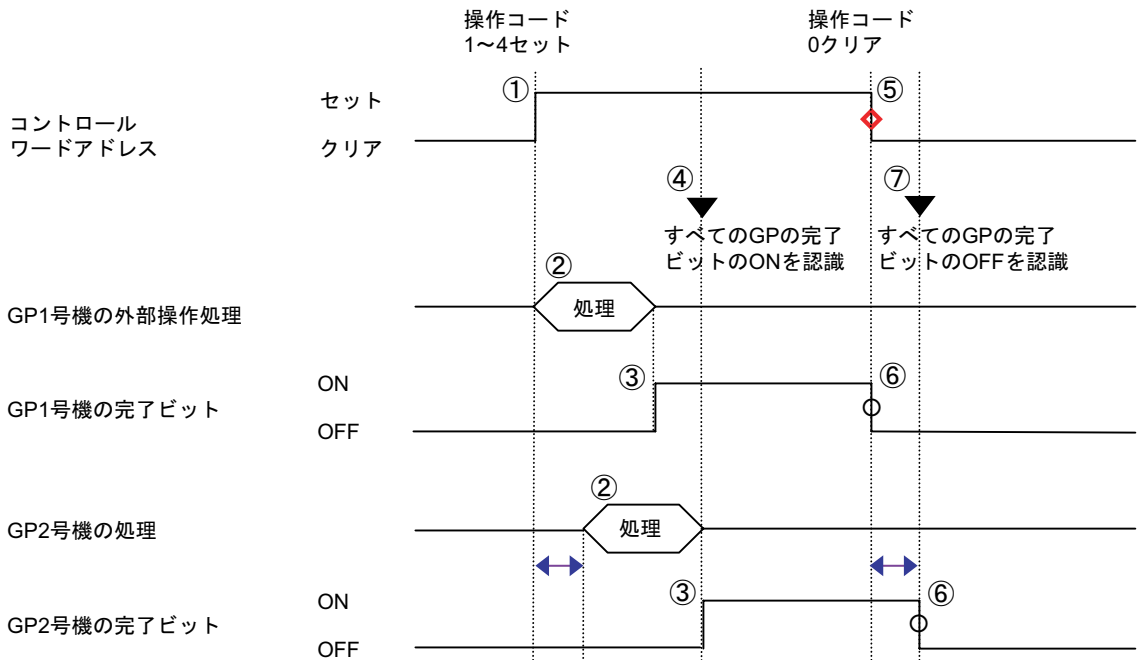 操作コード
1～4セット
操作コード
0クリア
コントロール
ワードアドレス
セット
クリア
①
⑤
④
⑦
すべてのGPの完了
ビットのONを認識
すべてのGPの完了
ビットのOFFを認識
②
GP1号機の外部操作処理
処理
③
⑥
GP1号機の完了ビット
ON
OFF
②
GP2号機の処理
処理
③
⑥
GP2号機の完了ビット
ON
OFF